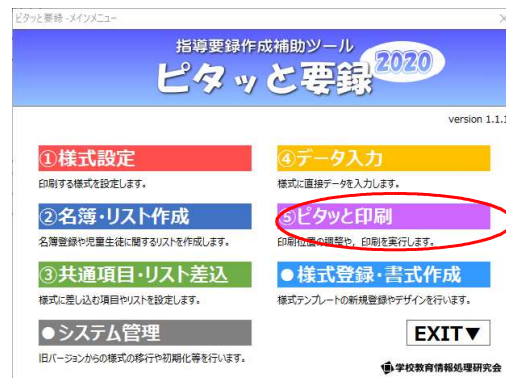 ピタッと要録 -メインメニュー
指導要録作成補助ツール
ピタッと要録 2020
version 1.1.1
①様式設定
印刷する様式を設定します。
②名簿・リスト作成
名簿登録や児童生徒に関するリストを作成します。
③共通項目・リスト差込
様式に差し込む項目やリストを設定します。
●システム管理
旧バージョンからの様式の移行や初期化等を行います。
④データ入力
様式に直接データを入力します。
⑤ピタッと印刷
印刷位置の調整や、印刷を実行します。
●様式登録・書式作成
様式テンプレートの新規登録やデザインを行います。
EXIT▼
学校教育情報処理研究会